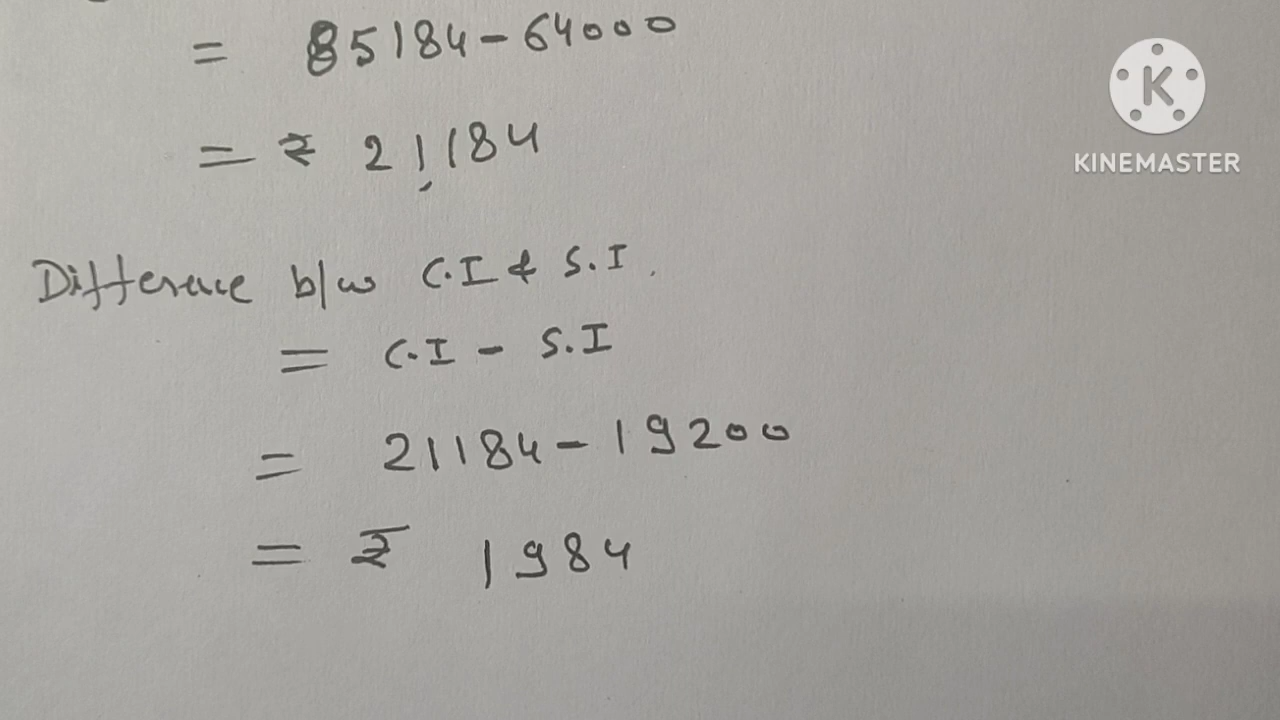 = 85184-64000
= ₹ 21184
K
KINEMASTER
Difference b/w C.I & S.I.
= C.I - S.I
= 21184-19200
= ₹ 1984